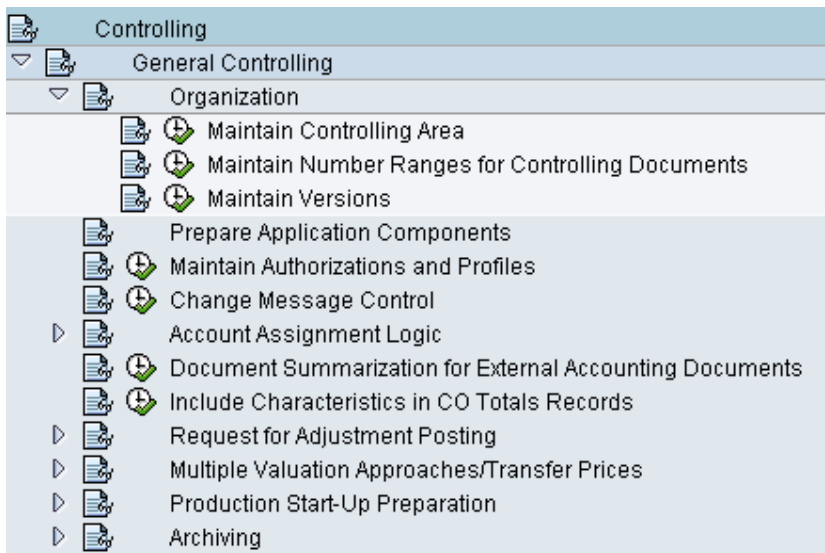 Controlling
General Controlling
Organization
Maintain Controlling Area
Maintain Number Ranges for Controlling Documents
Maintain Versions
Prepare Application Components
Maintain Authorizations and Profiles
Change Message Control
Account Assignment Logic
Document Summarization for External Accounting Documents
Include Characteristics in CO Totals Records
Request for Adjustment Posting
Multiple Valuation Approaches/Transfer Prices
Production Start-Up Preparation
Archiving